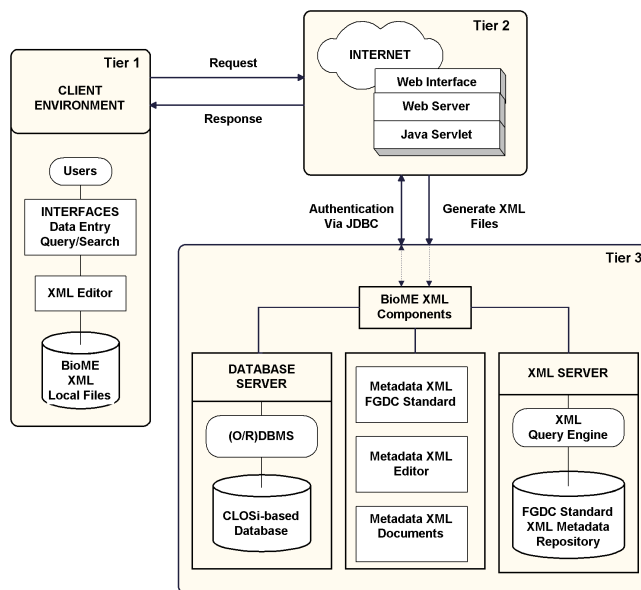 Tier 1
CLIENT
ENVIRONMENT
Users
INTERFACES
Data Entry
Query/Search
XML Editor
BioME
XML
Local Files
Request
Response
Tier 2
INTERNET
Web Interface
Web Server
Java Servlet
Authentication
Via JDBC
Generate XML
Files
Tier 3
BioME XML
Components
DATABASE
SERVER
(O/R)DBMS
CLOSi-based
Database
Metadata XML
FGDC Standard
Metadata XML
Editor
Metadata XML
Documents
XML SERVER
XML
Query Engine
FGDC Standard
XML Metadata
Repository